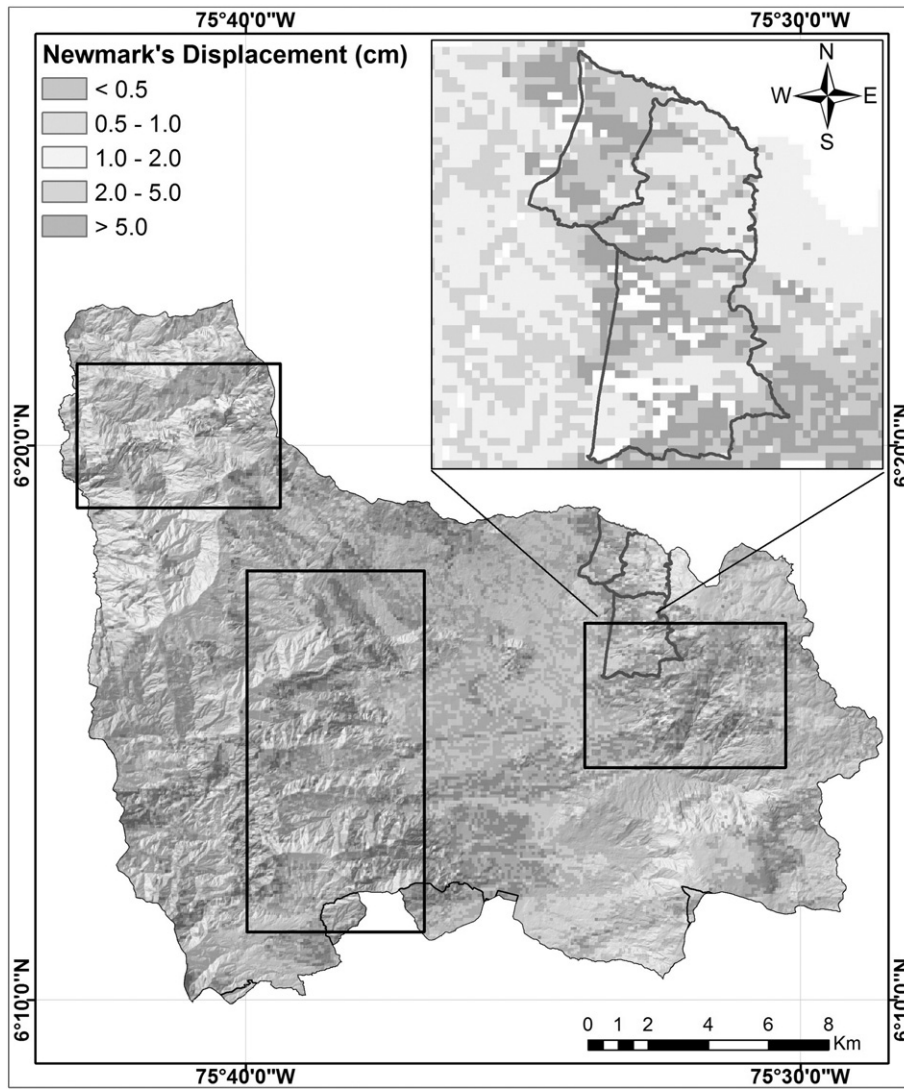 75°40'0"W
75°30'0"W
Newmark's Displacement (cm)
< 0.5
0.5 - 1.0
1.0 - 2.0
2.0 - 5.0
> 5.0
N
W
E
S
6°20'0"N
6°20'0"N
6°10'0"N
6°10'0"N
0 1 2 4 6 8
Km
75°40'0"W
75°30'0"W